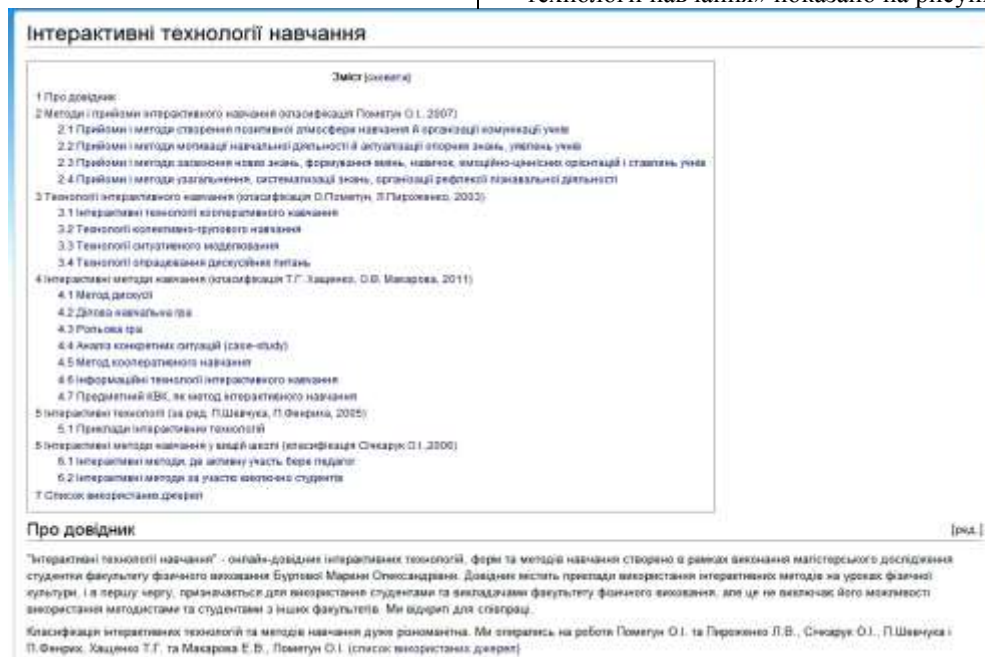 технології навчання» показано на рисун
Інтерактивні технології навчання
Зміст [сховати]
1 Про довідник
2 Методи і прийоми інтерактивного навчання (класифікація Пометун О.І., 2007)
2.1 Прийоми і методи створення позитивної атмосфери навчання й організації комунікації учнів
2.2 Прийоми і методи мотивації навчальної діяльності й актуалізації опорних знань, уявлень учнів
2.3 Прийоми і методи засвоєння нових знань, формування вмінь, навичок, емоційно-ціннісних орієнтацій і ставлень учнів
2.4 Прийоми і методи узагальнення, систематизації знань, організації рефлексії пізнавальної діяльності
3 Технології інтерактивного навчання (класифікація О.Пометун, Л.Пироженко, 2003)
3.1 Інтерактивні технології кооперативного навчання
3.2 Технології колективно-групового навчання
3.3 Технології ситуативного моделювання
3.4 Технології опрацювання дискусійних питань
4 Інтерактивні методи навчання (класифікація Т.Г. Хащенко, О.В. Макарова, 2011)
4.1 Метод дискусії
4.2 Ділова навчальна гра
4.3 Рольова гра
4.4 Аналіз конкретних ситуацій (case-study)
4.5 Метод кооперативного навчання
4.6 Інформаційні технології інтерактивного навчання
4.7 Предметний КВК, як метод інтерактивного навчання
5 Інтерактивні технології (за ред. П.Шевчука, П.Фенриха, 2005)
5.1 Приклади інтерактивних технологій
6 Інтерактивні методи навчання у вищій школі (класифікація Січкарук О.І.,2006)
6.1 Інтерактивні методи, де активну участь бере педагог
6.2 Інтерактивні методи за участю виключно студентів
7 Список використаних джерел
Про довідник [ред.]
"Інтерактивні технології навчання" - онлайн-довідник інтерактивних технологій, форм та методів навчання створено в рамках виконання магістерського дослідження
студентки факультету фізичного виховання Буртової Марини Олександрівни. Довідник містить приклади використання інтерактивних методів на уроках фізичної
культури, і в першу чергу, призначається для використання студентами та викладачами факультету фізичного виховання, але це не виключає його можливості
використання методистами та студентами з інших факультетів. Ми відкриті для співпраці.
Класифікація інтерактивних технологій та методів навчання дуже різноманітна. Ми опирались на роботи Пометун О.І. та Пироженко Л.В., Січкарук О.І., П.Шевчука і
П.Фенрих, Хащенко Т.Г. та Макарова Е.В., Пометун О.І. (список використаних джерел)